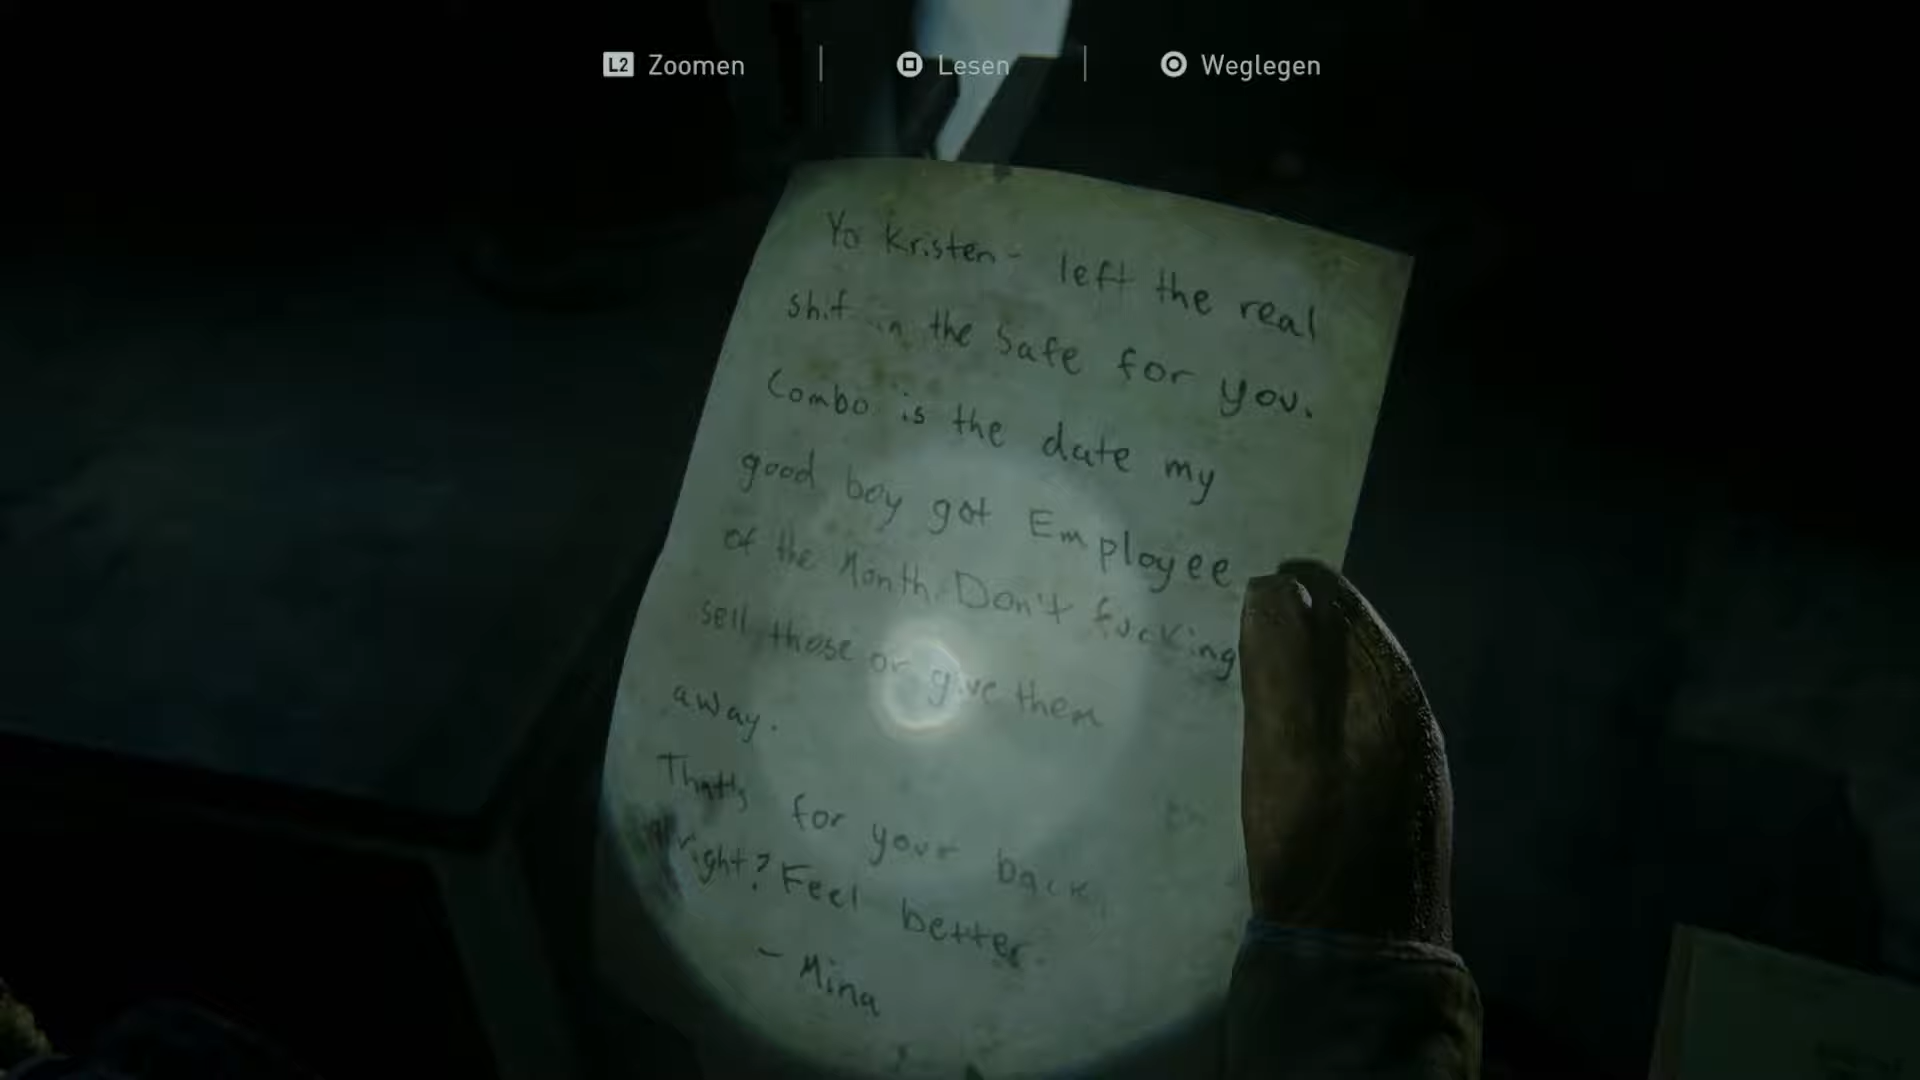 L2 Zoomen Lesen Weglegen
Yo Kristen- left the real
shit in the safe for you.
Combo is the date my
good boy got Employee
of the Month. Don't fucking
sell those or give them
away.
That's for your back,
right? Feel better.
- Mina